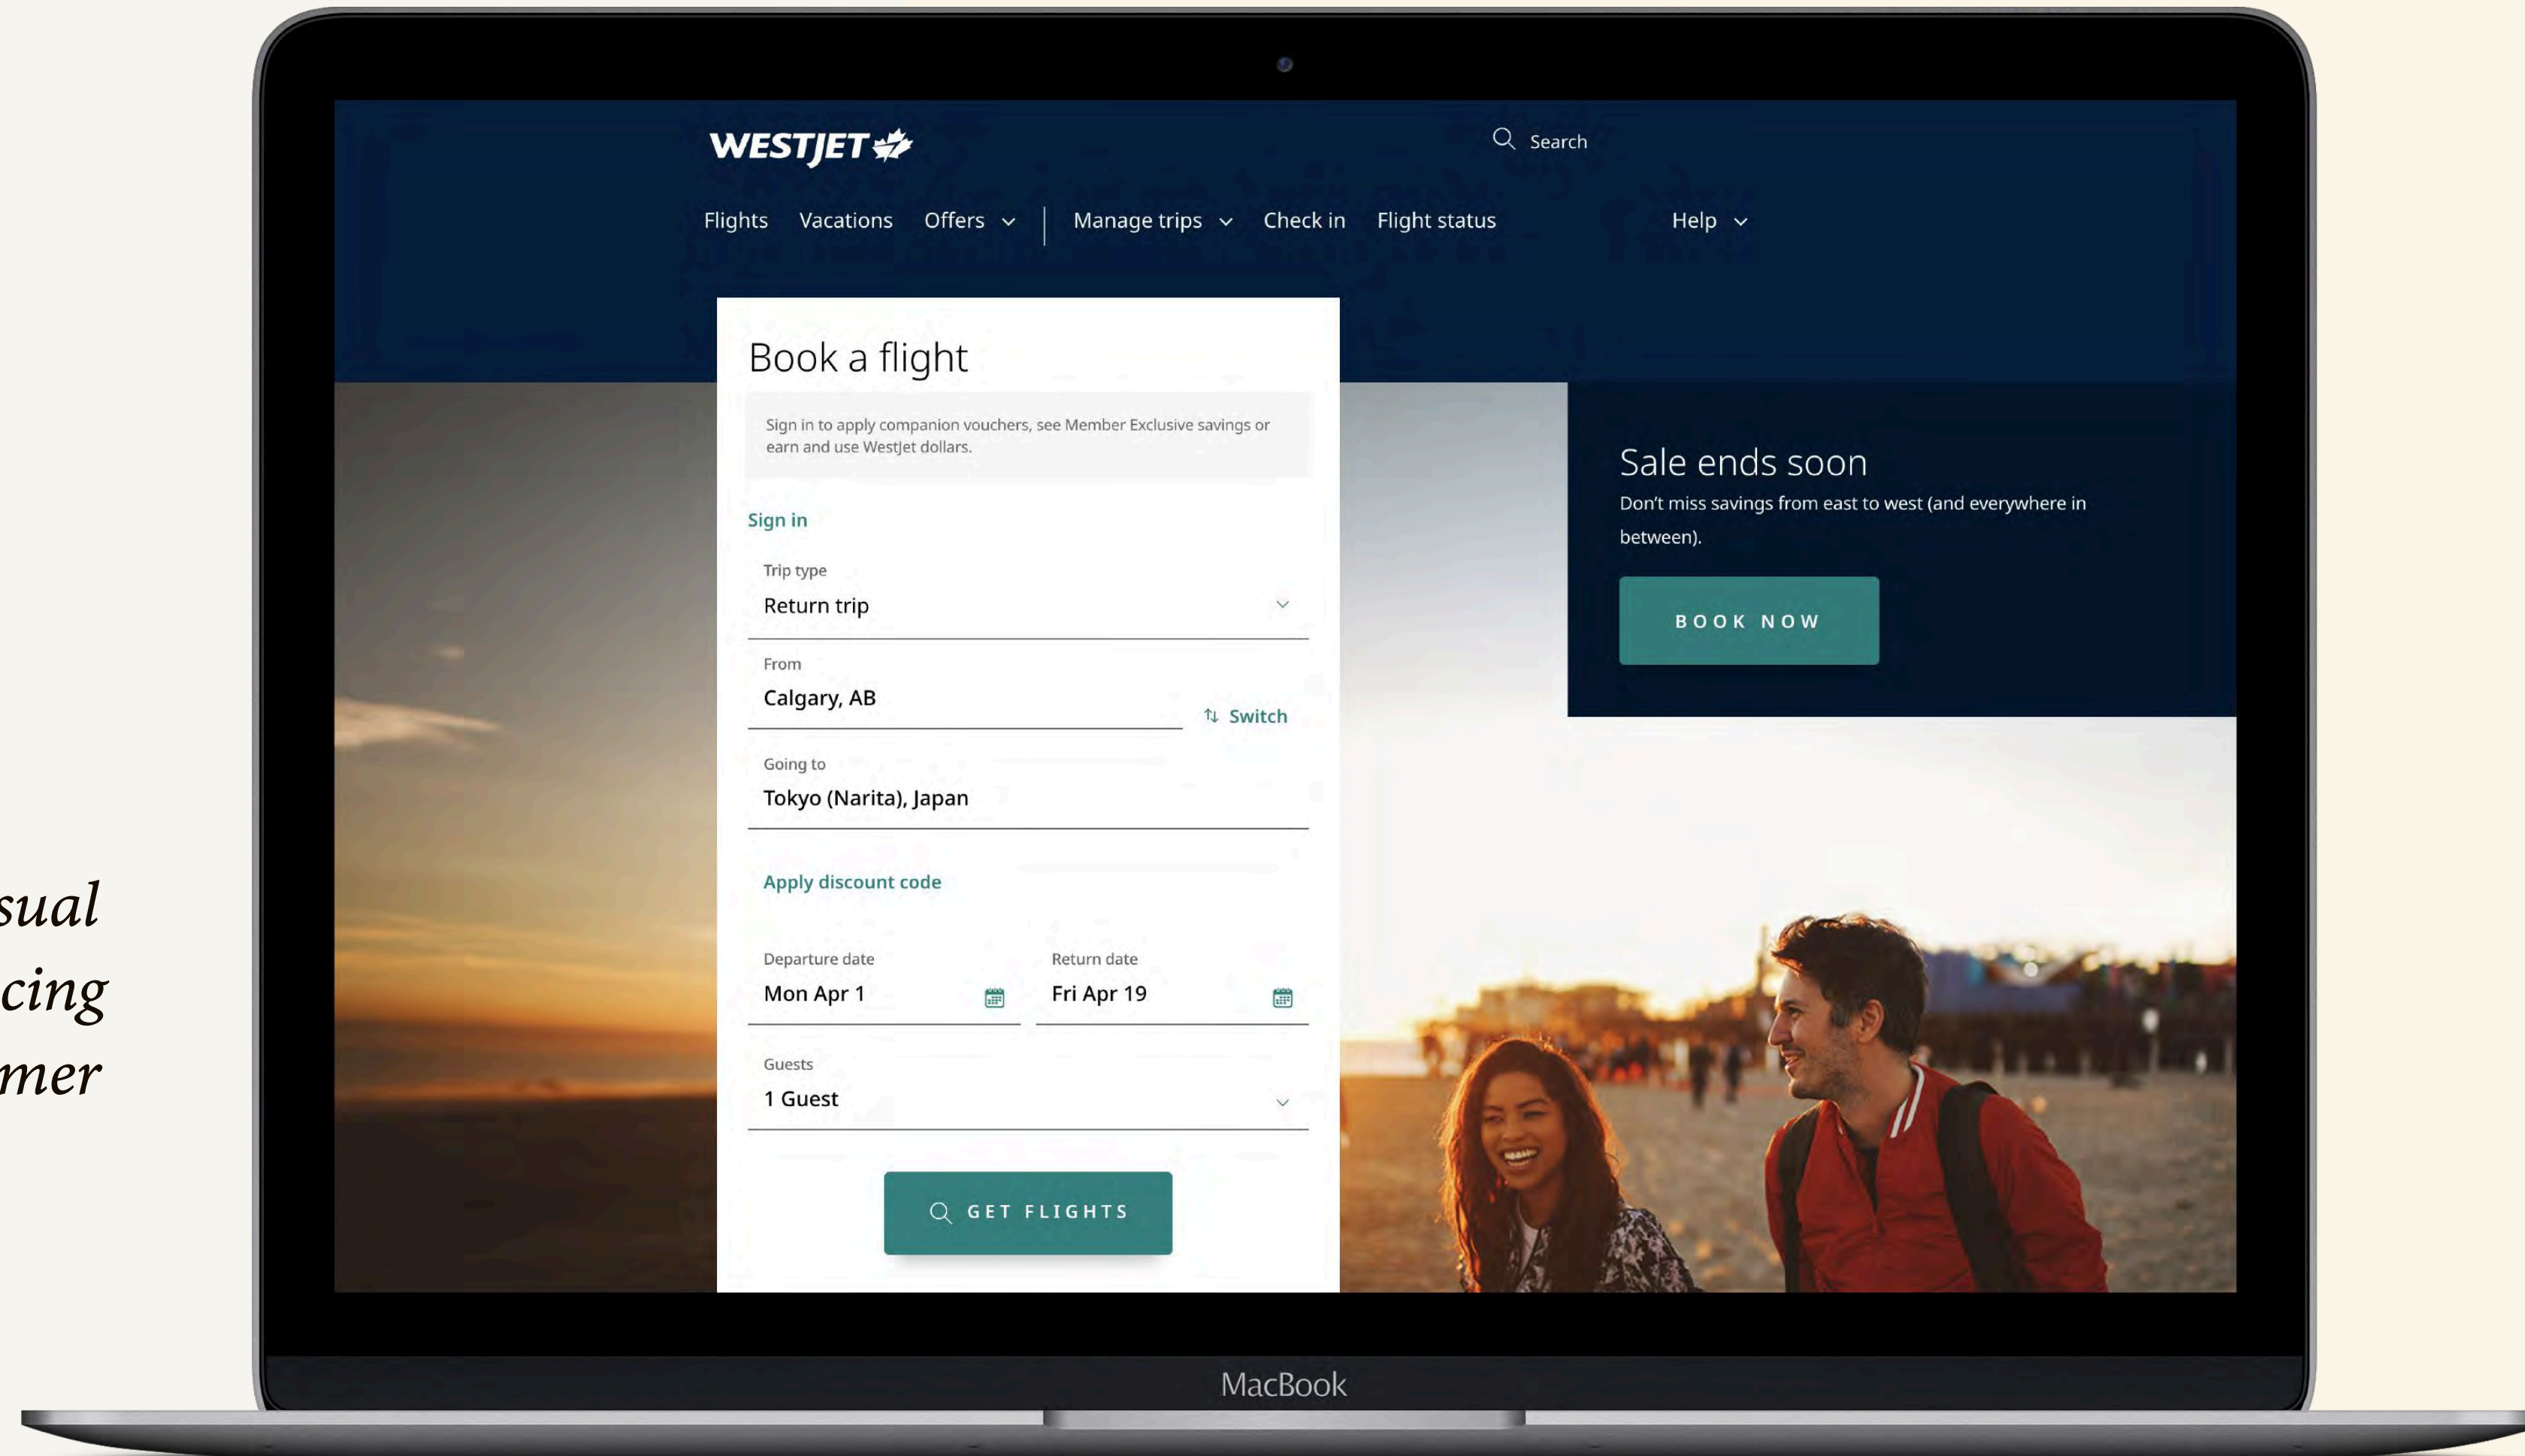 WESTJET
Search
Flights Vacations Offers Manage trips Check in Flight status Help
Book a flight
Sign in to apply companion vouchers, see Member Exclusive savings or
earn and use WestJet dollars.
Sign in
Trip type
Return trip
From
Calgary, AB
Switch
Going to
Tokyo (Narita), Japan
Apply discount code
Departure date Return date
Mon Apr 1 Fri Apr 19
Guests
1 Guest
GET FLIGHTS
Sale ends soon
Don't miss savings from east to west (and everywhere in
between).
BOOK NOW
MacBook